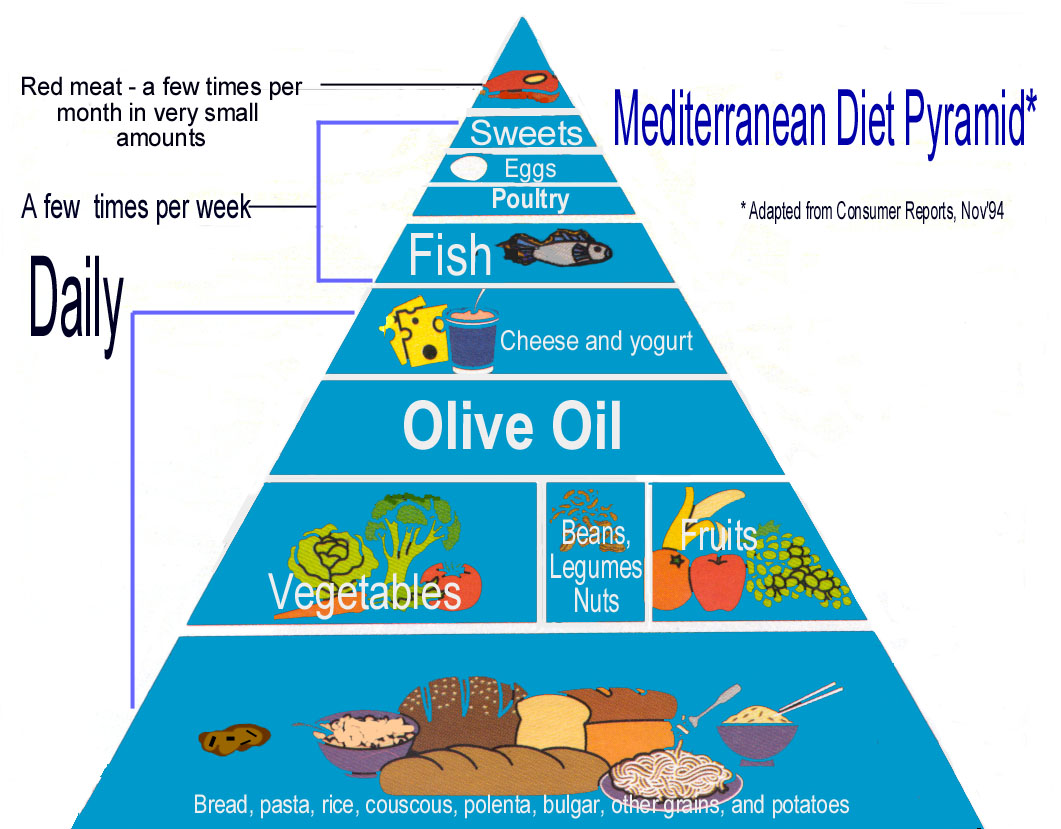 Red meat - a few times per
month in very small
amounts
Mediterranean Diet Pyramid*
* Adapted from Consumer Reports, Nov'94
Sweets
Eggs
Poultry
A few times per week
Fish
Daily
Cheese and yogurt
Olive Oil
Vegetables
Beans,
Legumes
Nuts
Fruits
Bread, pasta, rice, couscous, polenta, bulgar, other grains, and potatoes